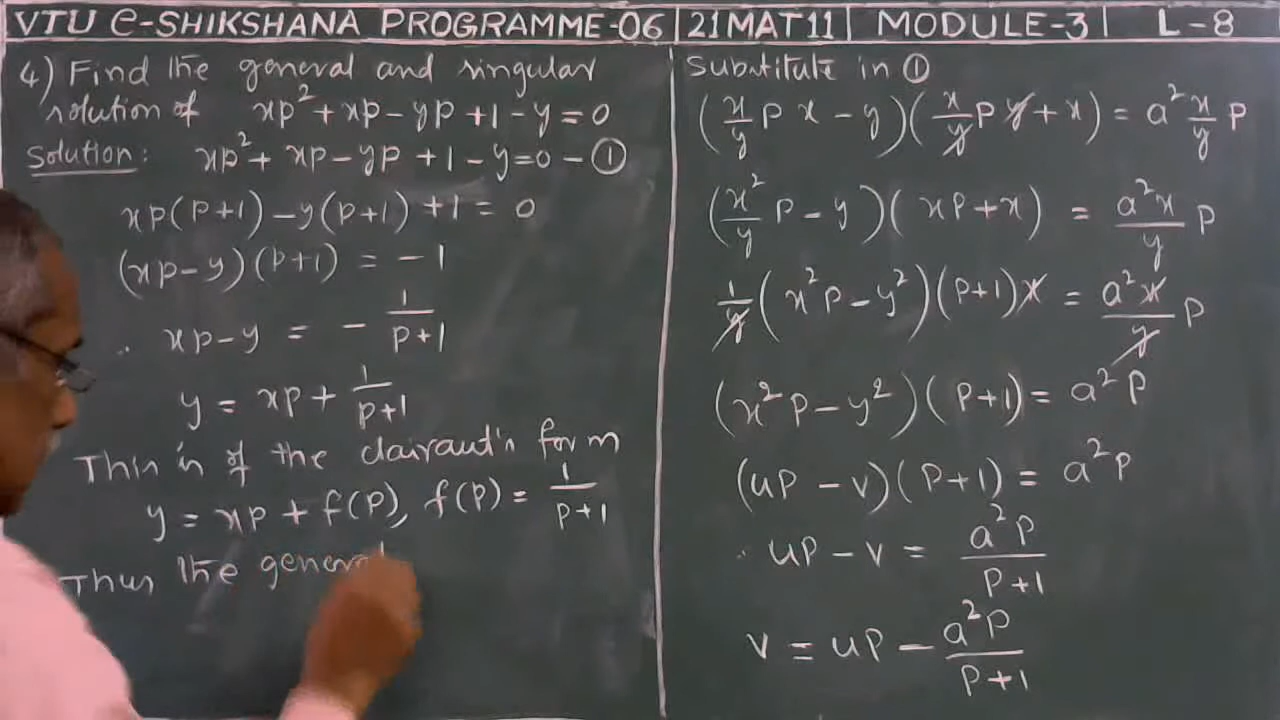 VTU e-SHIKSHANA PROGRAMME-06 | 21MAT11 | MODULE-3 | L-8
4) Find the general and singular
solution of xp² + xp - yp + 1 - y = 0
Solution: xp² + xp - yp + 1 - y = 0 - ①
xp(p+1) - y(p+1) + 1 = 0
(xp - y)(p+1) = -1
∴ xp - y = - 1/(p+1)
y = xp + 1/(p+1)
This is of the clairaut's form
y = xp + f(p), f(p) = 1/(p+1)
Thus the general
Substitute in ①
(x/y p x - y)(x/y p y + x) = a² x/y p
(x²/y p - y)(xp + x) = a²x/y p
1/y (x²p - y²)(p+1)x = a²x/y p
(x²p - y²)(p+1) = a²p
(up - v)(p+1) = a²p
∴ up - v = a²p/(p+1)
v = up - a²p/(p+1)